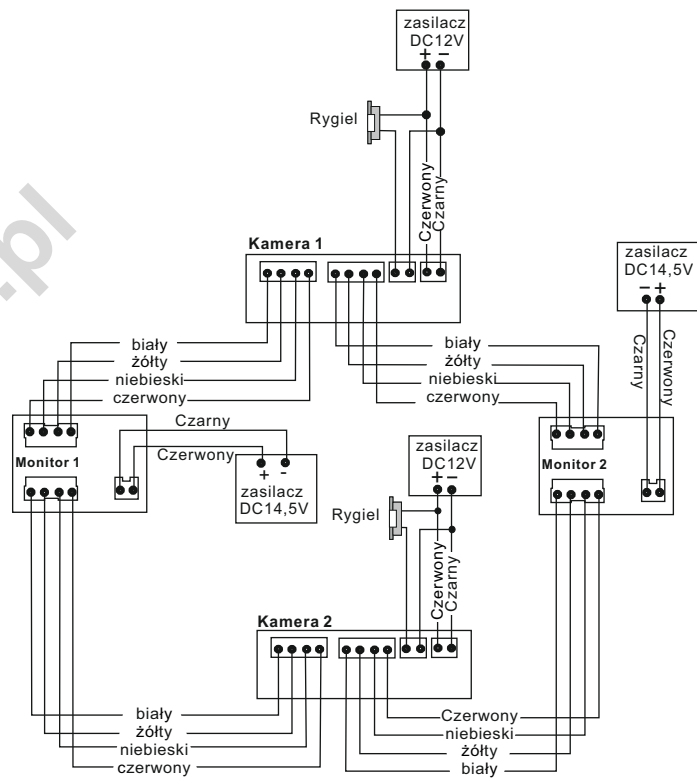 zasilacz
DC12V
+ −
Rygiel
Czerwony
Czarny
.pl
Kamera 1
zasilacz
DC14,5V
− +
Czarny
Czerwony
biały
żółty
niebieski
czerwony
biały
żółty
niebieski
czerwony
Czarny
Czerwony
Monitor 1
+ -
zasilacz
DC14,5V
zasilacz
DC12V
+ −
Monitor 2
Rygiel
Czerwony
Czarny
Kamera 2
biały
żółty
niebieski
czerwony
Czerwony
niebieski
żółty
biały